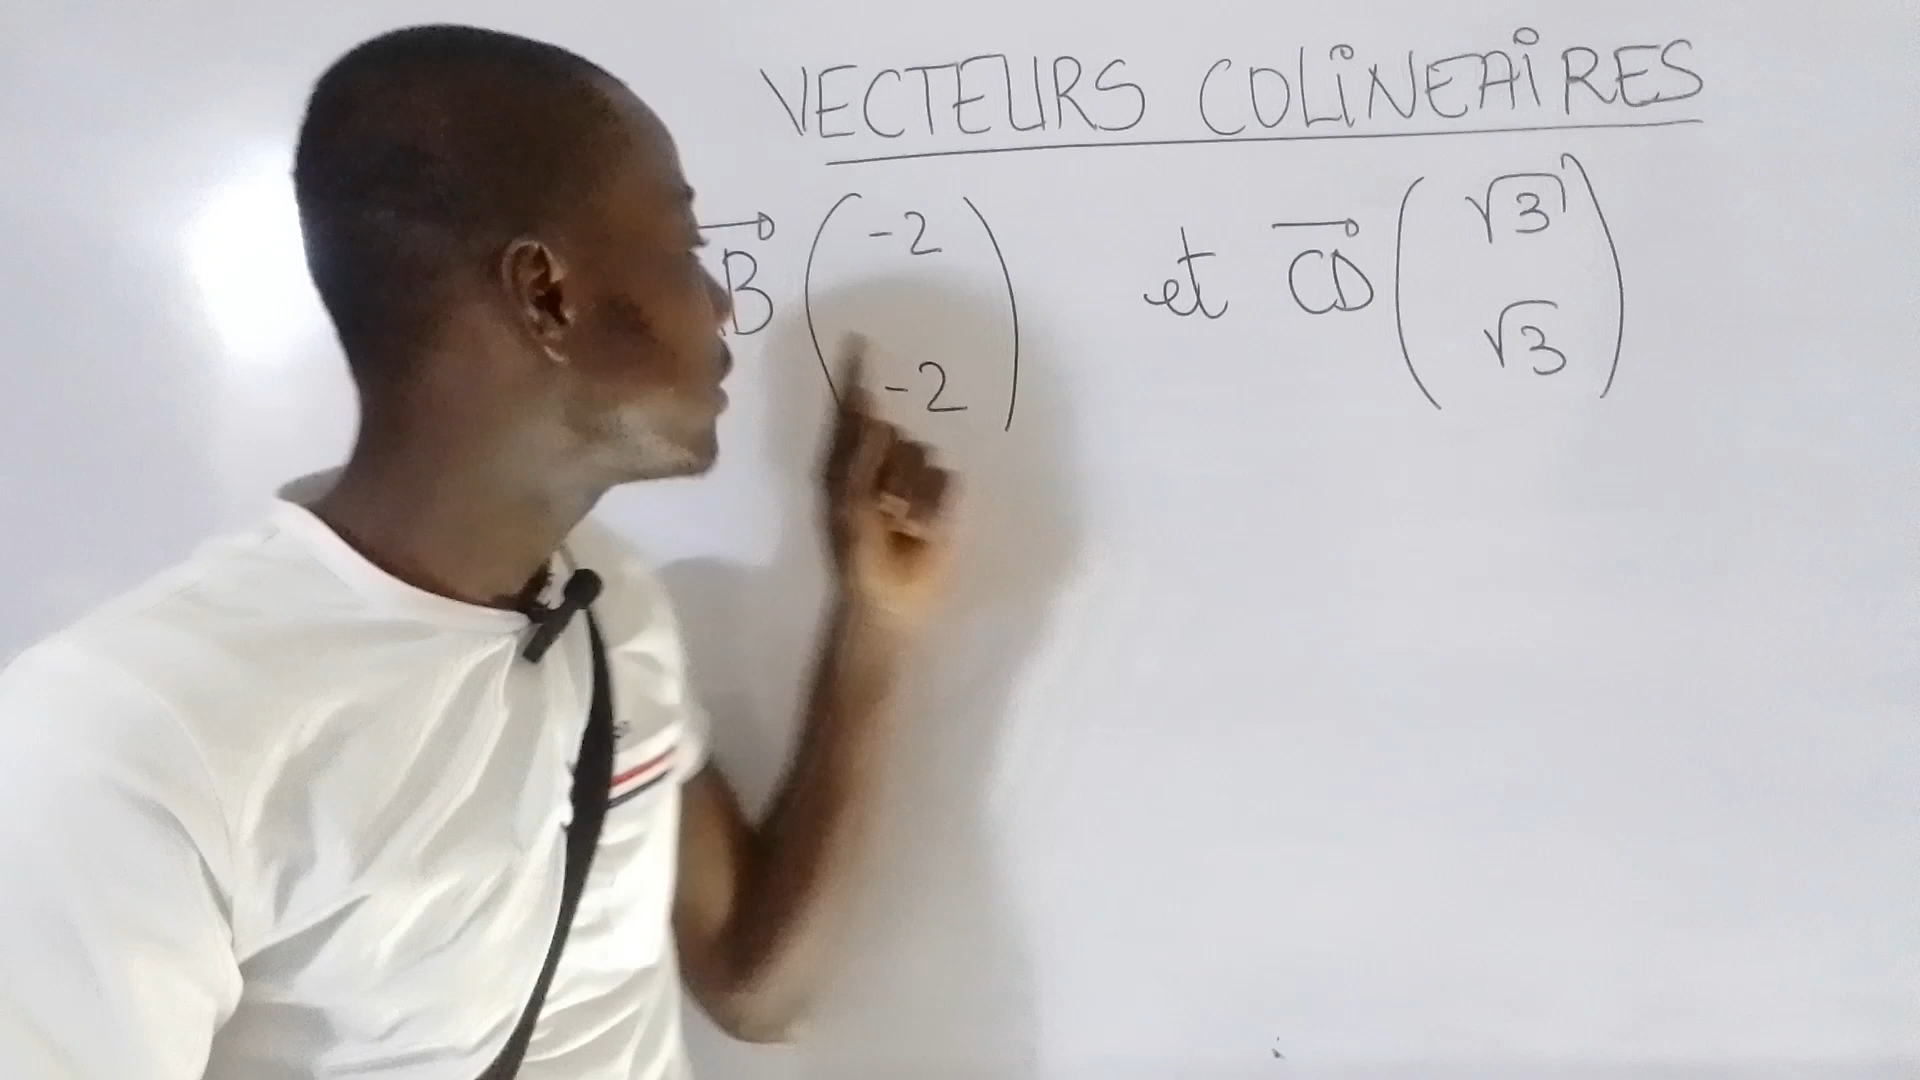 VECTEURS COLINEAIRES
B (-2 -2) et CD (√3 √3)